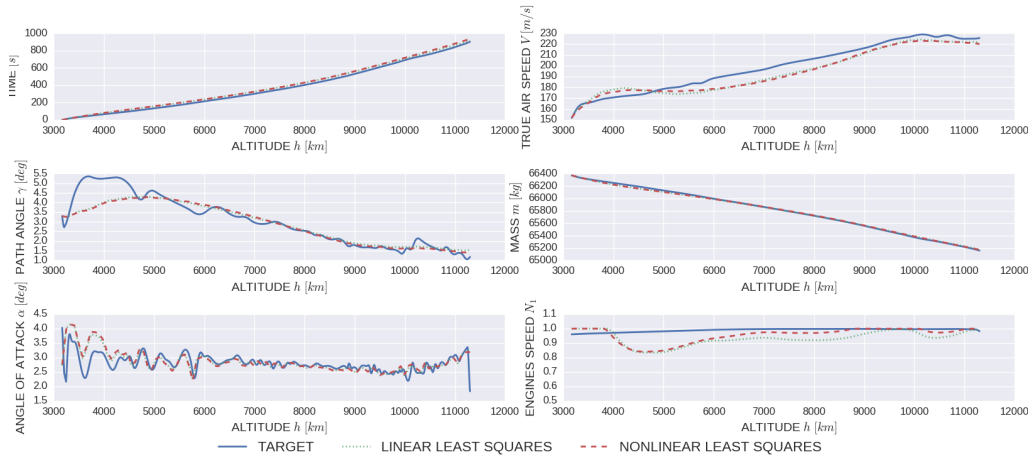 TIME [s]
1000
800
600
400
200
0
3000 4000 5000 6000 7000 8000 9000 10000 11000 12000
ALTITUDE h [km]
TRUE AIR SPEED V [m/s]
230
220
210
200
190
180
170
160
150
3000 4000 5000 6000 7000 8000 9000 10000 11000 12000
ALTITUDE h [km]
PATH ANGLE γ [deg]
5.5
5.0
4.5
4.0
3.5
3.0
2.5
2.0
1.5
1.0
3000 4000 5000 6000 7000 8000 9000 10000 11000 12000
ALTITUDE h [km]
MASS m [kg]
66400
66200
66000
65800
65600
65400
65200
65000
3000 4000 5000 6000 7000 8000 9000 10000 11000 12000
ALTITUDE h [km]
ANGLE OF ATTACK α [deg]
4.5
4.0
3.5
3.0
2.5
2.0
1.5
3000 4000 5000 6000 7000 8000 9000 10000 11000 12000
ALTITUDE h [km]
ENGINES SPEED N₁
1.1
1.0
0.9
0.8
0.7
0.6
0.5
3000 4000 5000 6000 7000 8000 9000 10000 11000 12000
ALTITUDE h [km]
TARGET LINEAR LEAST SQUARES NONLINEAR LEAST SQUARES